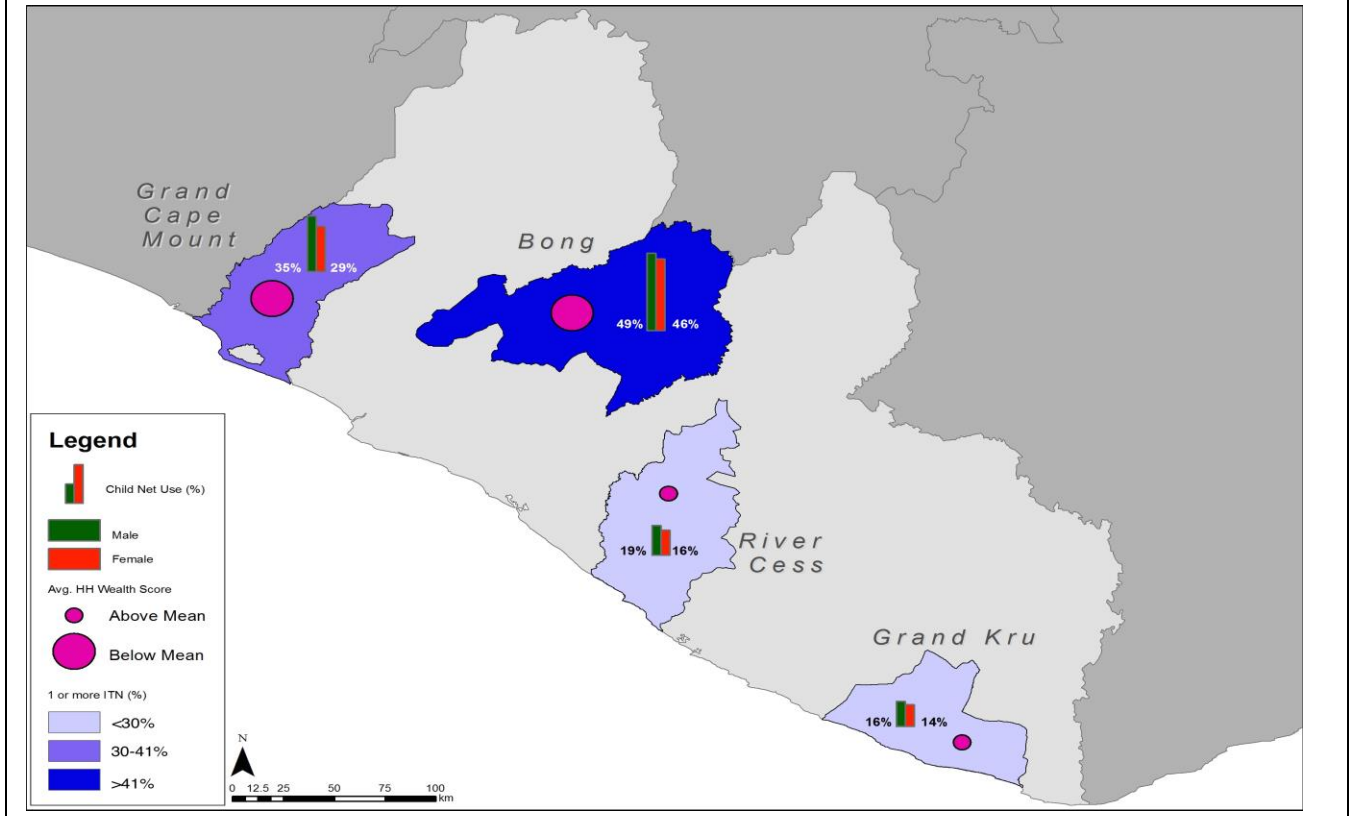 Grand
Cape
Mount
35% 29%
Bong
49% 46%
River
Cess
19% 16%
Grand Kru
16% 14%
Legend
Child Net Use (%)
Male
Female
Avg. HH Wealth Score
Above Mean
Below Mean
1 or more ITN (%)
<30%
30-41%
>41%
N
0 12.5 25 50 75 100
km